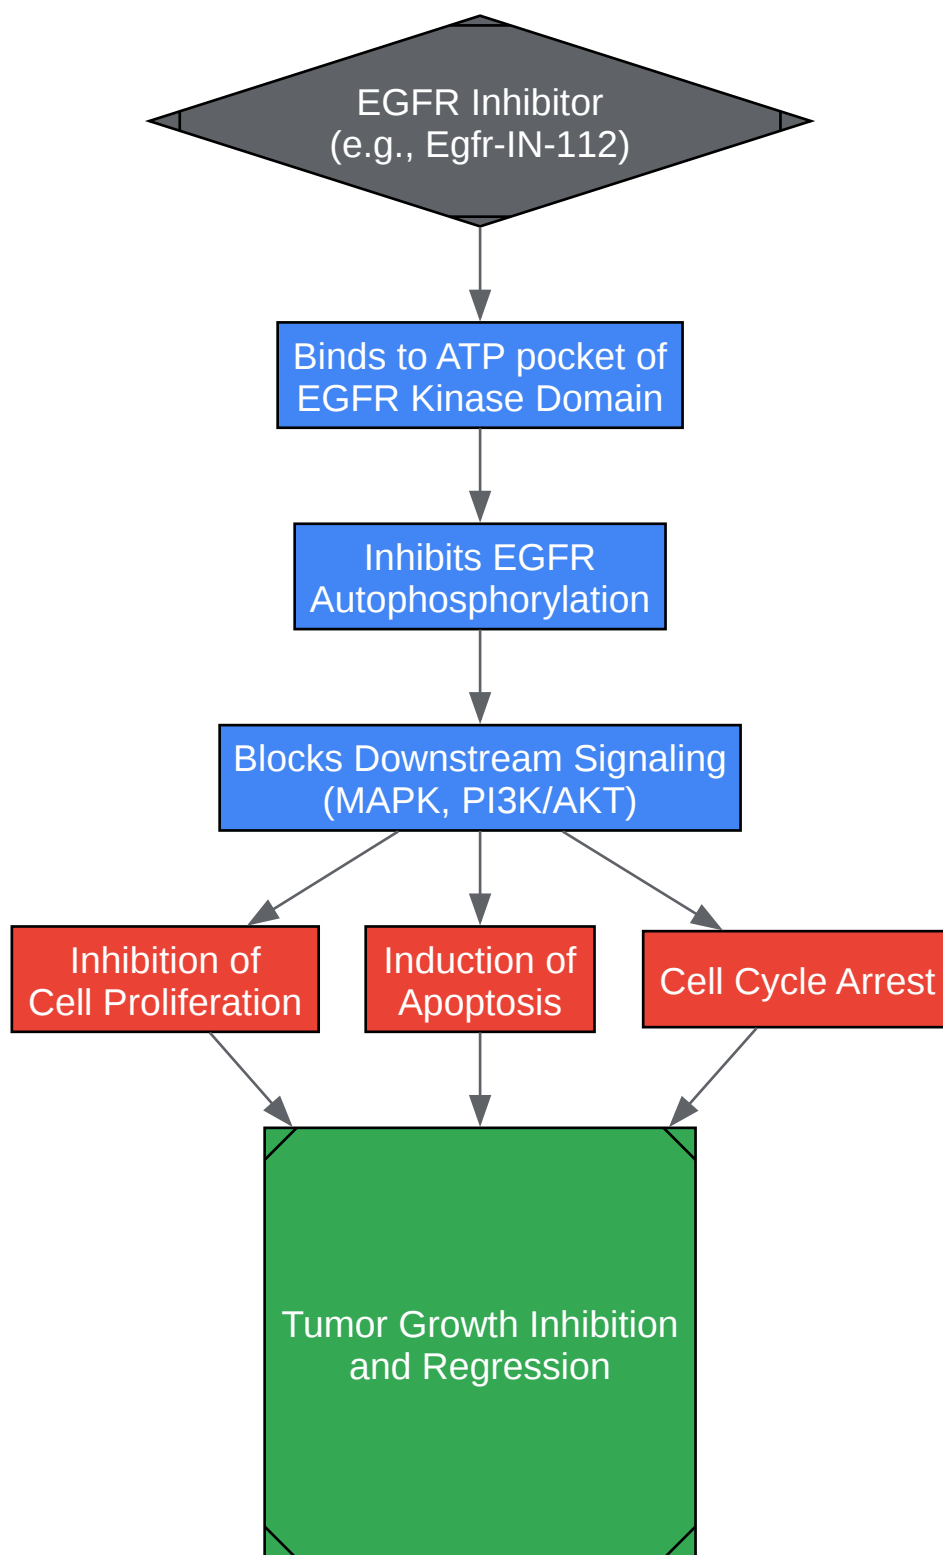 EGFR Inhibitor
(e.g., Egfr-IN-112)
Binds to ATP pocket of
EGFR Kinase Domain
Inhibits EGFR
Autophosphorylation
Blocks Downstream Signaling
(MAPK, PI3K/AKT)
Inhibition of
Cell Proliferation
Induction of
Apoptosis
Cell Cycle Arrest
Tumor Growth Inhibition
and Regression